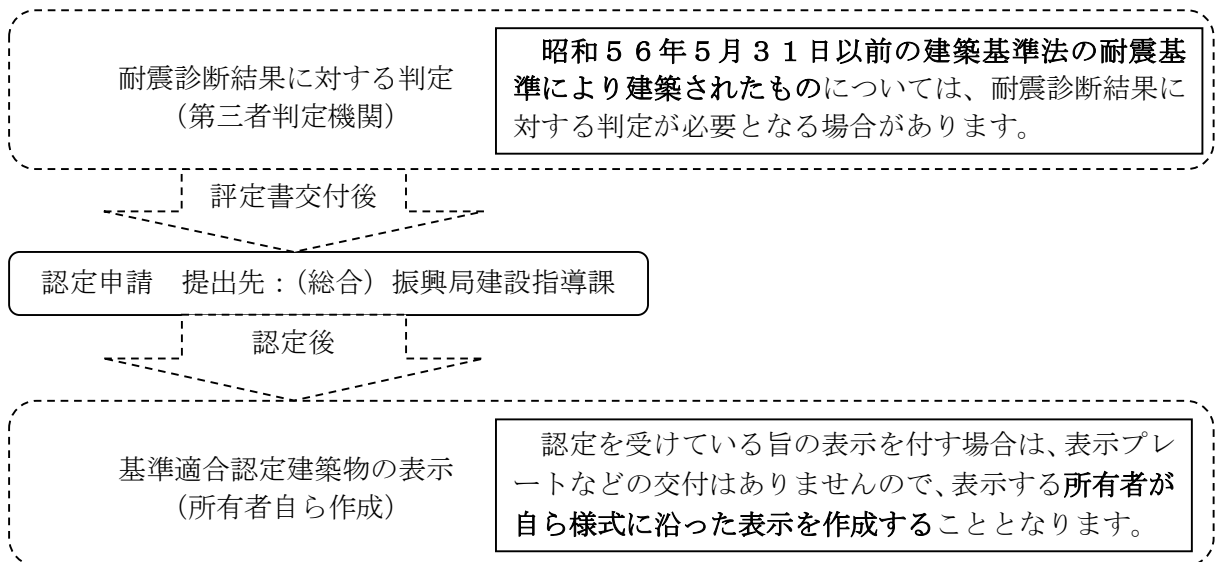 耐震診断結果に対する判定
（第三者判定機関）
昭和５６年５月３１日以前の建築基準法の耐震基
準により建築されたものについては、耐震診断結果に
対する判定が必要となる場合があります。
評定書交付後
認定申請　提出先：（総合）振興局建設指導課
認定後
基準適合認定建築物の表示
（所有者自ら作成）
認定を受けている旨の表示を付す場合は、表示プレ
ートなどの交付はありませんので、表示する所有者が
自ら様式に沿った表示を作成することとなります。